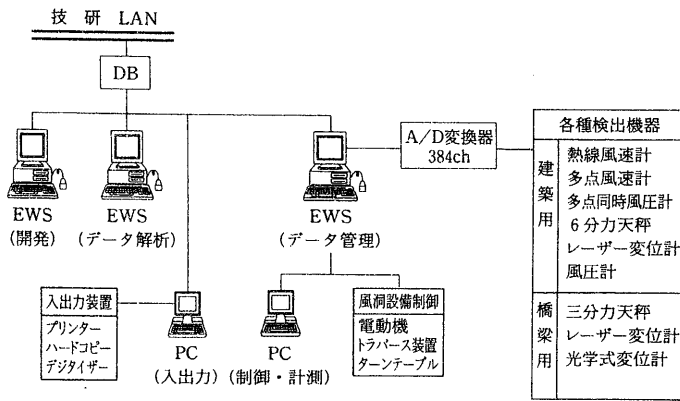 技研 LAN
DB
EWS
(開発)
EWS
(データ解析)
EWS
(データ管理)
A/D変換器
384ch
各種検出機器
建築用
熱線風速計
多点風速計
多点同時風圧計
6分力天秤
レーザー変位計
風圧計
橋梁用
三分力天秤
レーザー変位計
光学式変位計
入出力装置
プリンター
ハードコピー
デジタイザー
PC
(入出力)
PC
(制御・計測)
風洞設備制御
電動機
トラバース装置
ターンテーブル